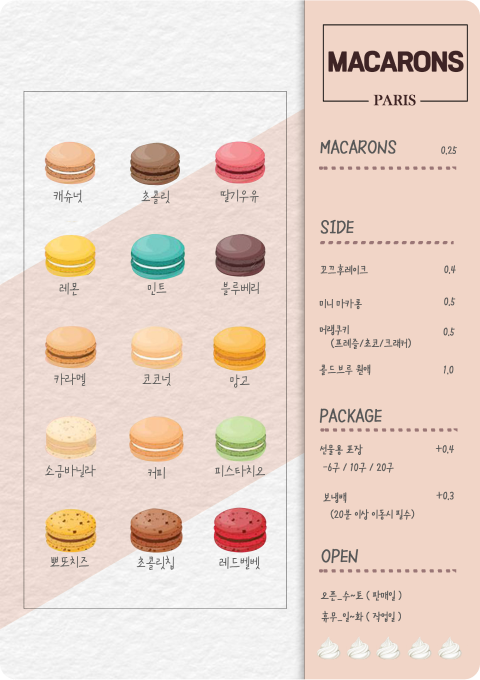 MACARONS
PARIS
캐슈넛 초콜릿 딸기우유
레몬 민트 블루베리
카라멜 코코넛 망고
소금바닐라 커피 피스타치오
뽀또치즈 초콜릿칩 레드벨벳
MACARONS 0.25
SIDE
꼬끄후레이크 0.4
미니 마카롱 0.5
어랭쿠키 0.5
(프레즐/초코/크래커)
콜드브루 원액 1.0
PACKAGE
선물용 포장 +0.4
-6구 / 10구 / 20구
보냉백 +0.3
(20분 이상 이동시 필수)
OPEN
오픈_수~토 ( 판매일 )
휴무_일~화 ( 작업일 )